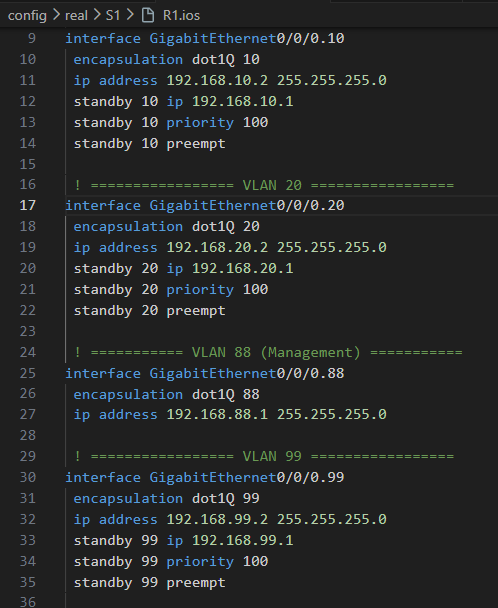 config > real > S1 > R1.ios
9 interface GigabitEthernet0/0/0.10
10 encapsulation dot1Q 10
11 ip address 192.168.10.2 255.255.255.0
12 standby 10 ip 192.168.10.1
13 standby 10 priority 100
14 standby 10 preempt
15
16 ! ================= VLAN 20 =================
17 interface GigabitEthernet0/0/0.20
18 encapsulation dot1Q 20
19 ip address 192.168.20.2 255.255.255.0
20 standby 20 ip 192.168.20.1
21 standby 20 priority 100
22 standby 20 preempt
23
24 ! =========== VLAN 88 (Management) ===========
25 interface GigabitEthernet0/0/0.88
26 encapsulation dot1Q 88
27 ip address 192.168.88.1 255.255.255.0
28
29 ! ================= VLAN 99 =================
30 interface GigabitEthernet0/0/0.99
31 encapsulation dot1Q 99
32 ip address 192.168.99.2 255.255.255.0
33 standby 99 ip 192.168.99.1
34 standby 99 priority 100
35 standby 99 preempt
36